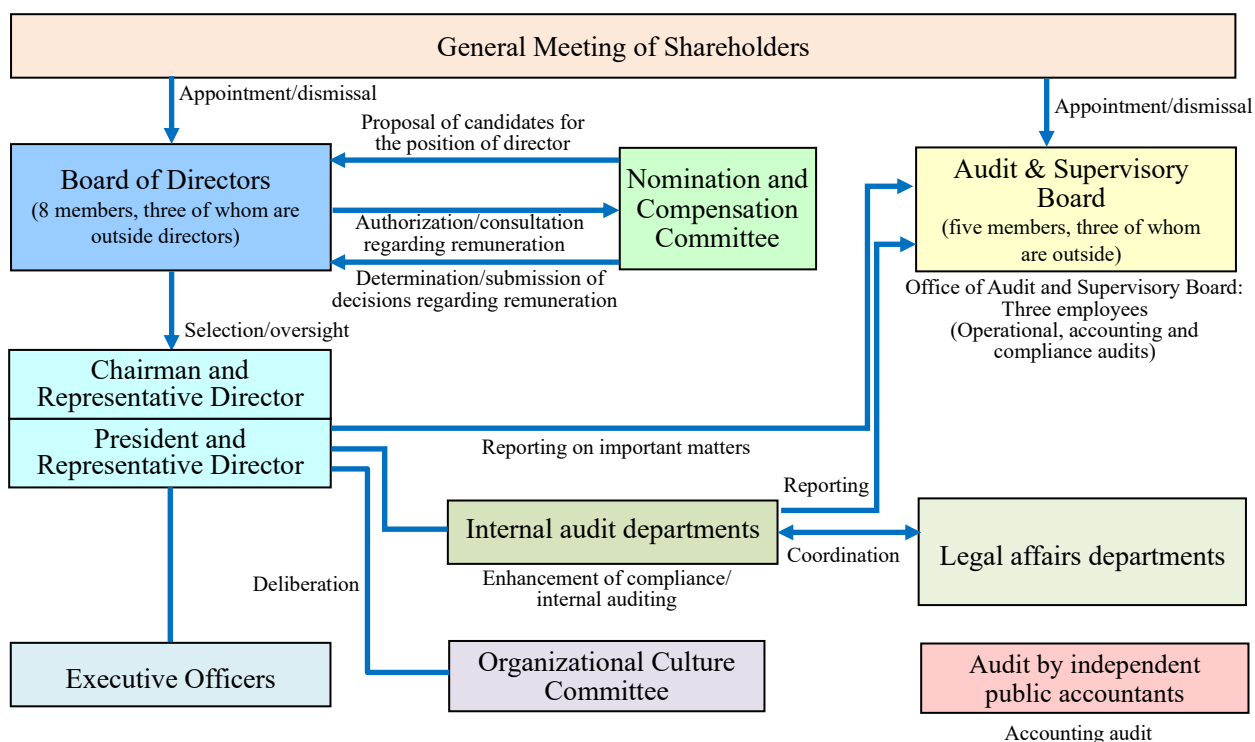 General Meeting of Shareholders
Appointment/dismissal
Appointment/dismissal
Proposal of candidates for
the position of director
Board of Directors
(8 members, three of whom are
outside directors)
Nomination and
Compensation
Committee
Audit & Supervisory
Board
(five members, three of whom
are outside)
Authorization/consultation
regarding remuneration
Determination/submission of
decisions regarding remuneration
Office of Audit and Supervisory Board:
Three employees
(Operational, accounting and
compliance audits)
Selection/oversight
Chairman and
Representative Director
President and
Representative Director
Reporting on important matters
Reporting
Internal audit departments
Coordination
Legal affairs departments
Enhancement of compliance/
internal auditing
Deliberation
Executive Officers
Organizational Culture
Committee
Audit by independent
public accountants
Accounting audit